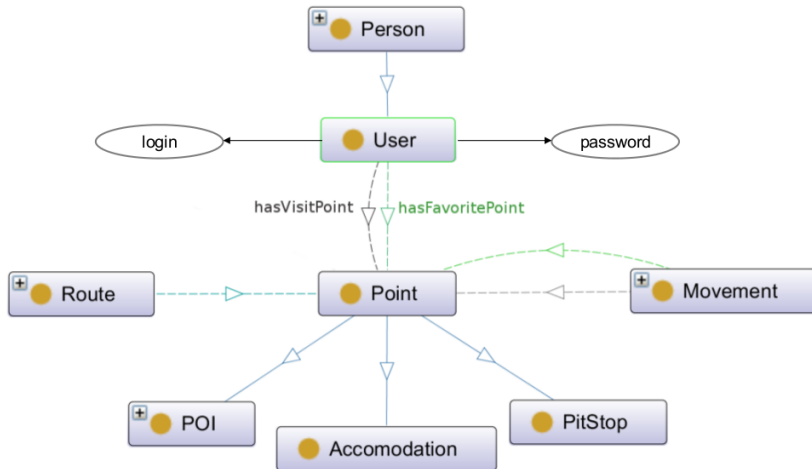 Person
login
User
password
hasVisitPoint
hasFavoritePoint
Route
Point
Movement
POI
Accomodation
PitStop